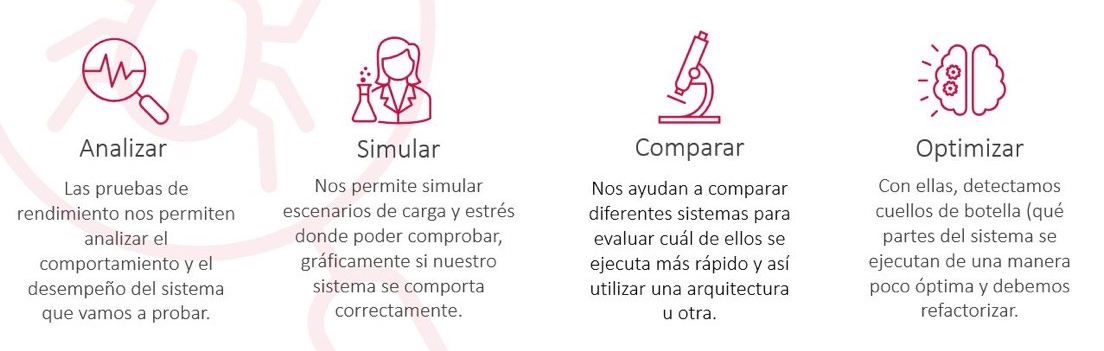 Analizar
Las pruebas de
rendimiento nos permiten
analizar el
comportamiento y el
desempeño del sistema
que vamos a probar.
Simular
Nos permite simular
escenarios de carga y estrés
donde poder comprobar,
gráficamente si nuestro
sistema se comporta
correctamente.
Comparar
Nos ayudan a comparar
diferentes sistemas para
evaluar cuál de ellos se
ejecuta más rápido y así
utilizar una arquitectura
u otra.
Optimizar
Con ellas, detectamos
cuellos de botella (qué
partes del sistema se
ejecutan de una manera
poco óptima y debemos
refactorizar.